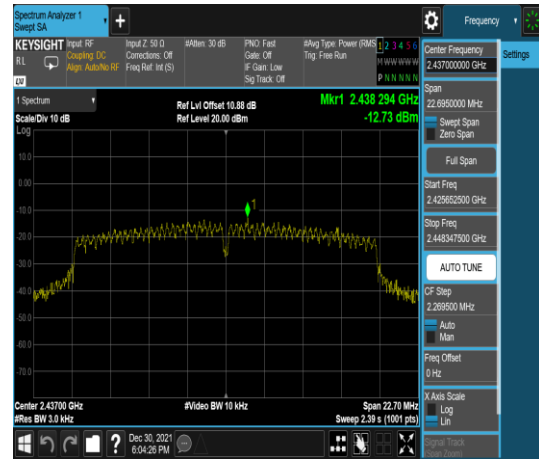 Spectrum Analyzer 1
Swept SA
+
Frequency
KEYSIGHT
RL
LXI
Input: RF
Coupling: DC
Align: Auto/No RF
Input Z: 50 Ω
Corrections: Off
Freq Ref: Int (S)
#Atten: 30 dB
PNO: Fast
Gate: Off
IF Gain: Low
Sig Track: Off
#Avg Type: Power (RMS
Trig: Free Run
1 2 3 4 5 6
M W W W W W
P N N N N N
1 Spectrum
Scale/Div 10 dB
Log
Ref Lvl Offset 10.88 dB
Ref Level 20.00 dBm
Mkr1 2.438 294 GHz
-12.73 dBm
10.0
0.00
-10.0
-20.0
-30.0
-40.0
-50.0
-60.0
-70.0
1
Center 2.43700 GHz
#Res BW 3.0 kHz
#Video BW 10 kHz
Span 22.70 MHz
Sweep 2.39 s (1001 pts)
Dec 30, 2021
6:04:26 PM
?
Center Frequency
2.437000000 GHz
Span
22.6950000 MHz
Swept Span
Zero Span
Full Span
Start Freq
2.425652500 GHz
Stop Freq
2.448347500 GHz
AUTO TUNE
CF Step
2.269500 MHz
Auto
Man
Freq Offset
0 Hz
X Axis Scale
Log
Lin
Signal Track
(Span Zoom)
Settings